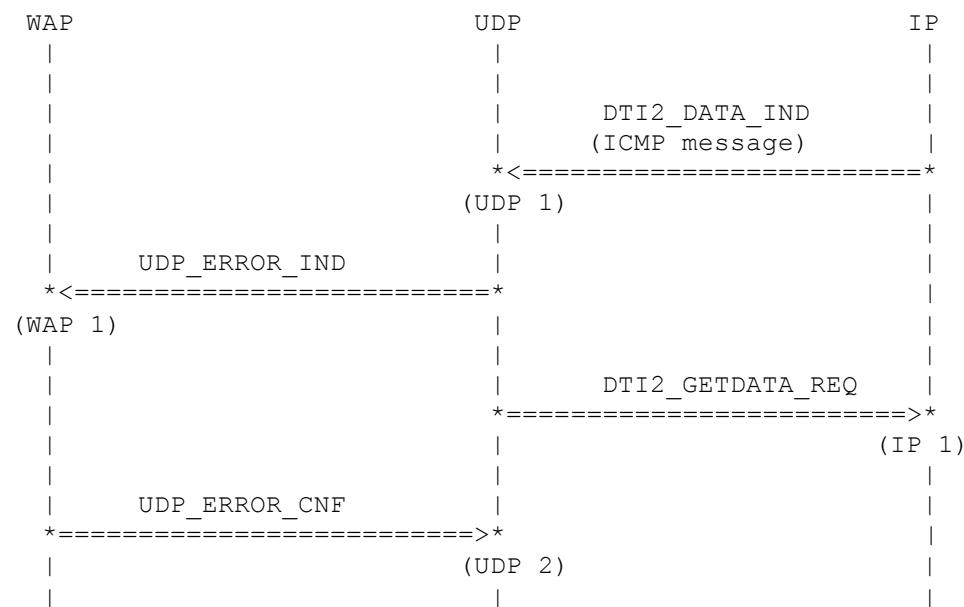 WAP UDP IP
DTI2_DATA_IND
(ICMP message)
*<=========================*
(UDP 1)
UDP_ERROR_IND
*<==========================*
(WAP 1)
DTI2_GETDATA_REQ
*=========================>*
(IP 1)
UDP_ERROR_CNF
*==========================>*
(UDP 2)